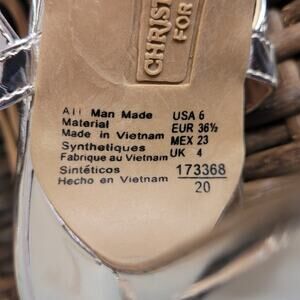 CHRIST
FOR
All Man Made
Material
Made in Vietnam
Synthetiques
Fabrique au Vietnam
Sintéticos
Hecho en Vietnam
USA 6
EUR 36½
MEX 23
UK 4
173368
20